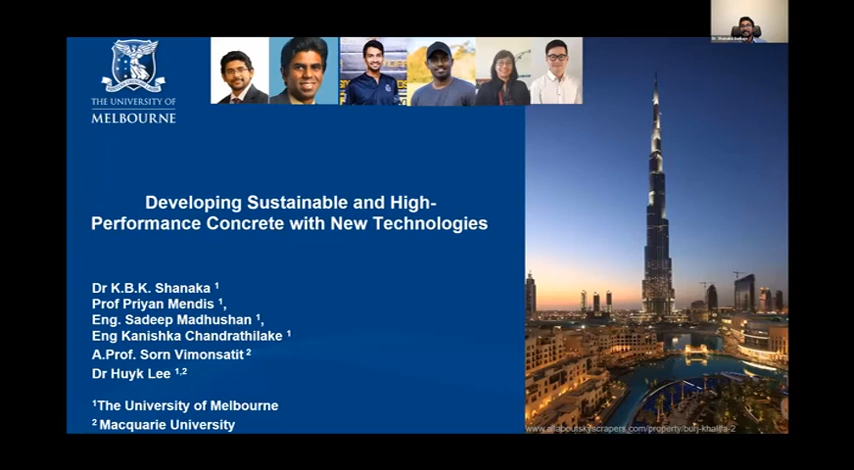 THE UNIVERSITY OF
MELBOURNE
Developing Sustainable and High-
Performance Concrete with New Technologies
Dr K.B.K. Shanaka ¹
Prof Priyan Mendis ¹,
Eng. Sadeep Madhushan ¹,
Eng Kanishka Chandrathilake ¹
A.Prof. Sorn Vimonsatit ²
Dr Huyk Lee ¹,²
¹The University of Melbourne
² Macquarie University
www.allaboutskyscrapers.com/property/burj-khalifa-2